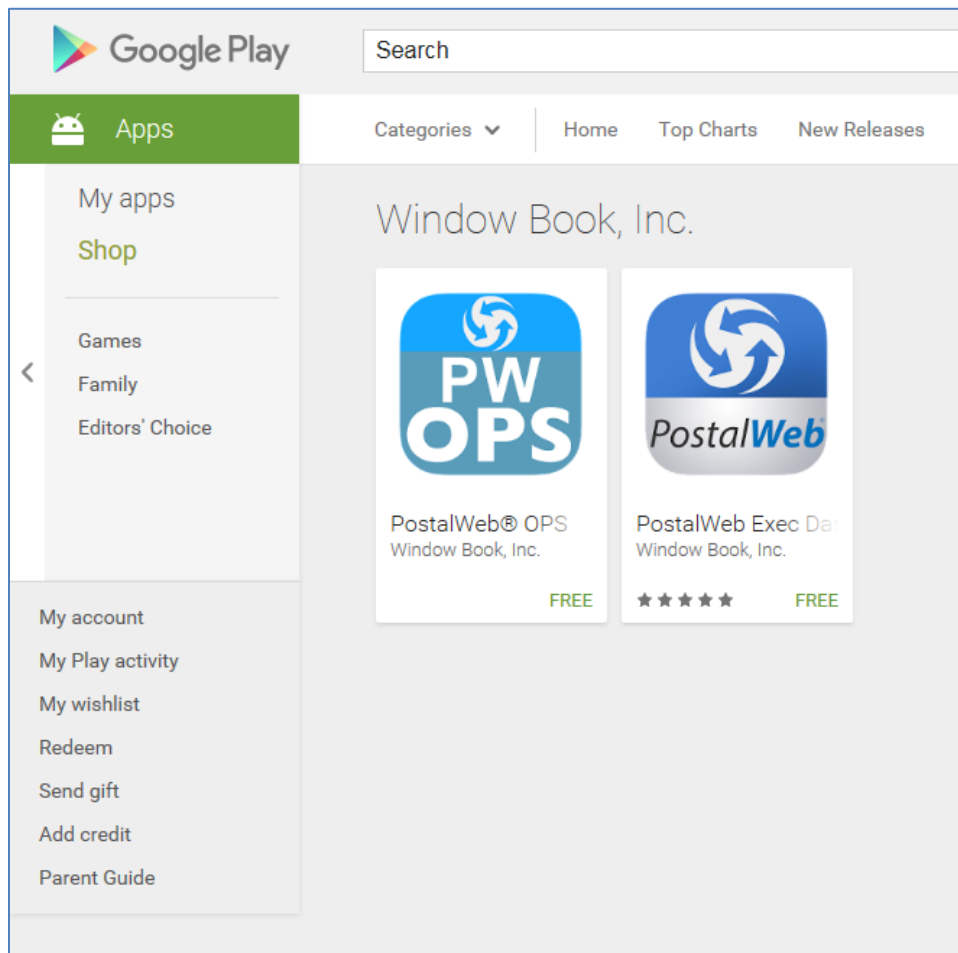 Google Play
Search
Apps
Categories
Home
Top Charts
New Releases
My apps
Shop
Games
Family
Editors' Choice
My account
My Play activity
My wishlist
Redeem
Send gift
Add credit
Parent Guide
Window Book, Inc.
PW
OPS
PostalWeb® OPS
Window Book, Inc.
FREE
PostalWeb
PostalWeb Exec Da
Window Book, Inc.
FREE